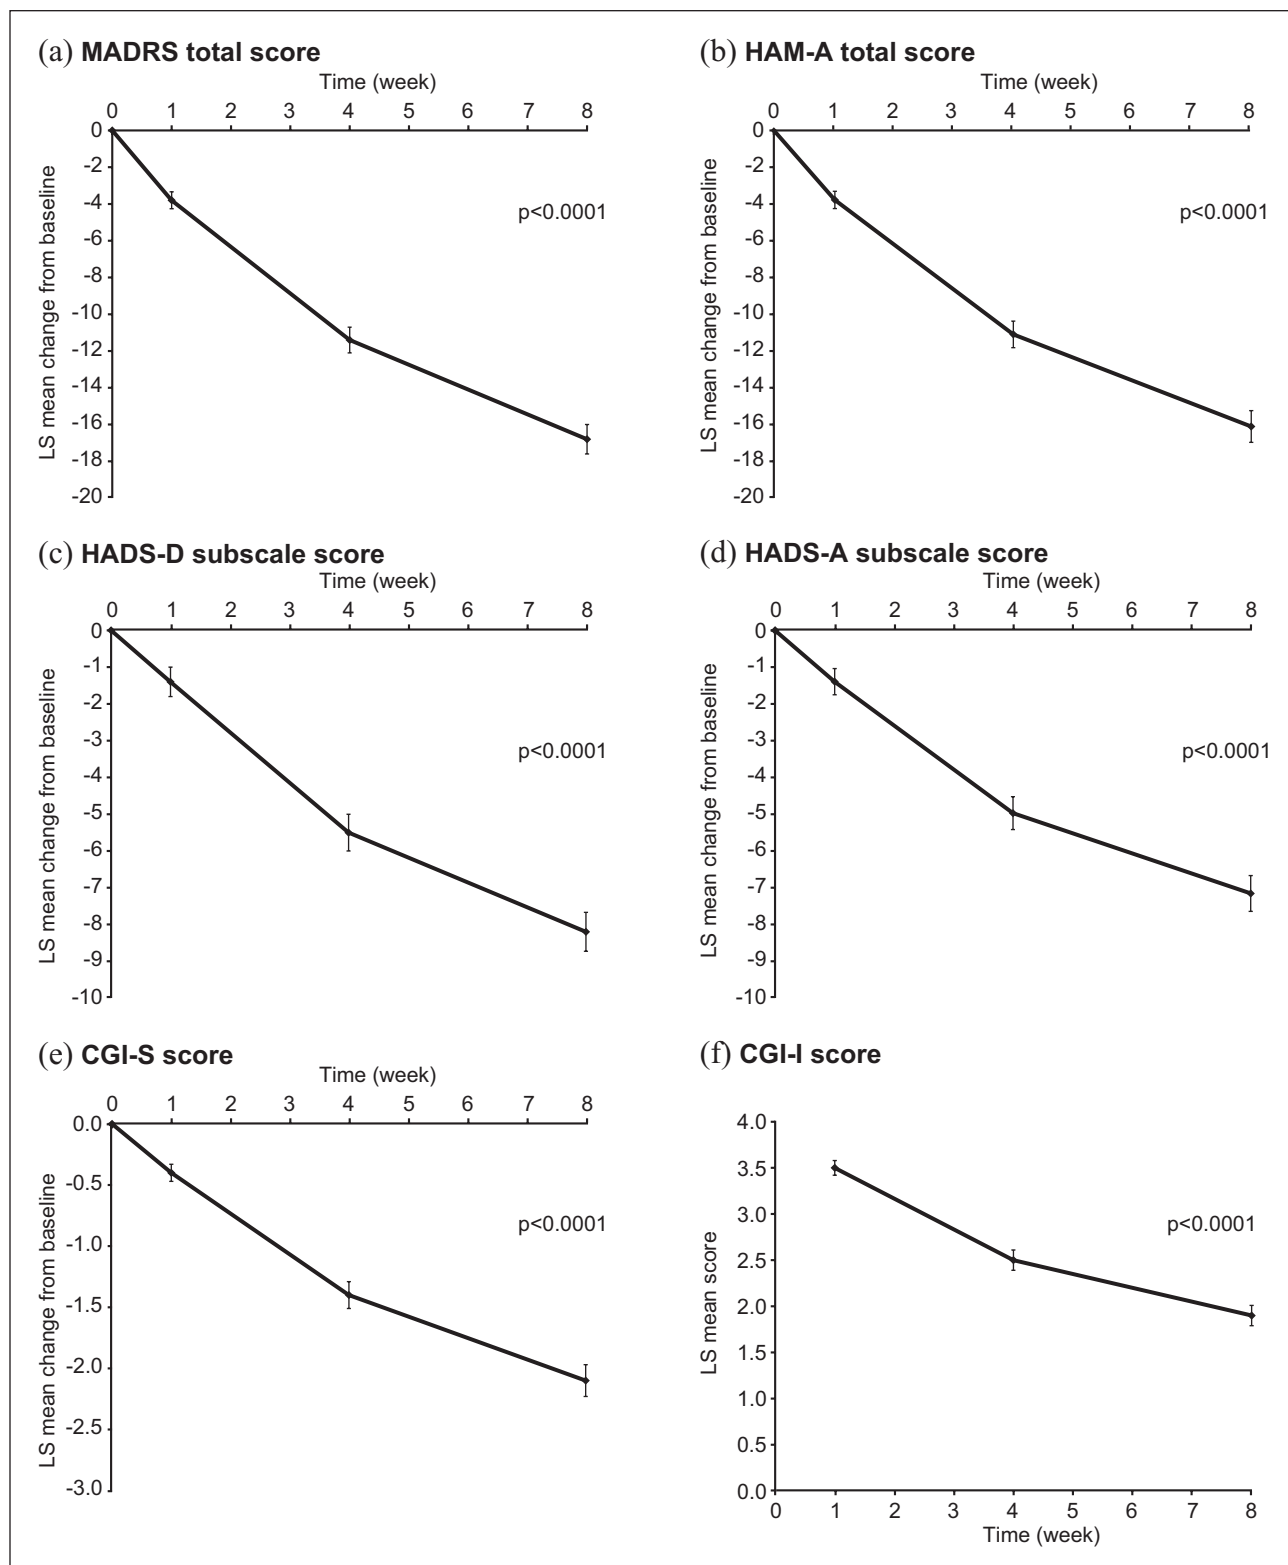 (a) MADRS total score
Time (week)
0 1 2 3 4 5 6 7 8
0
-2
-4
-6
-8
-10
-12
-14
-16
-18
-20
LS mean change from baseline
p<0.0001
(b) HAM-A total score
Time (week)
0 1 2 3 4 5 6 7 8
0
-2
-4
-6
-8
-10
-12
-14
-16
-18
-20
LS mean change from baseline
p<0.0001
(c) HADS-D subscale score
Time (week)
0 1 2 3 4 5 6 7 8
0
-1
-2
-3
-4
-5
-6
-7
-8
-9
-10
LS mean change from baseline
p<0.0001
(d) HADS-A subscale score
Time (week)
0 1 2 3 4 5 6 7 8
0
-1
-2
-3
-4
-5
-6
-7
-8
-9
-10
LS mean change from baseline
p<0.0001
(e) CGI-S score
Time (week)
0 1 2 3 4 5 6 7 8
0.0
-0.5
-1.0
-1.5
-2.0
-2.5
-3.0
LS mean change from baseline
p<0.0001
(f) CGI-I score
4.0
3.5
3.0
2.5
2.0
1.5
1.0
0.5
0.0
LS mean score
p<0.0001
0 1 2 3 4 5 6 7 8
Time (week)